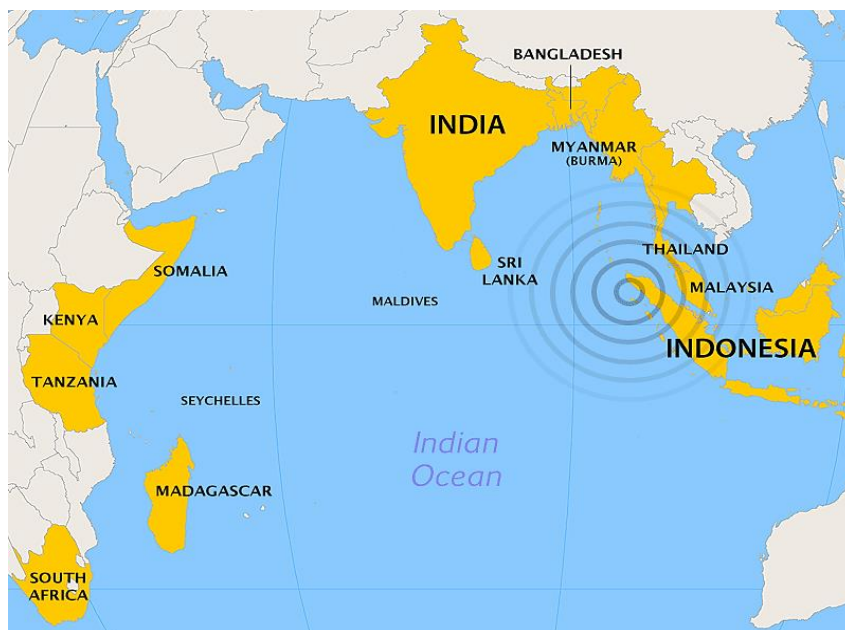 BANGLADESH
INDIA
MYANMAR
(BURMA)
THAILAND
SRI
LANKA
SOMALIA
MALAYSIA
MALDIVES
KENYA
INDONESIA
TANZANIA
SEYCHELLES
Indian
Ocean
MADAGASCAR
SOUTH
AFRICA